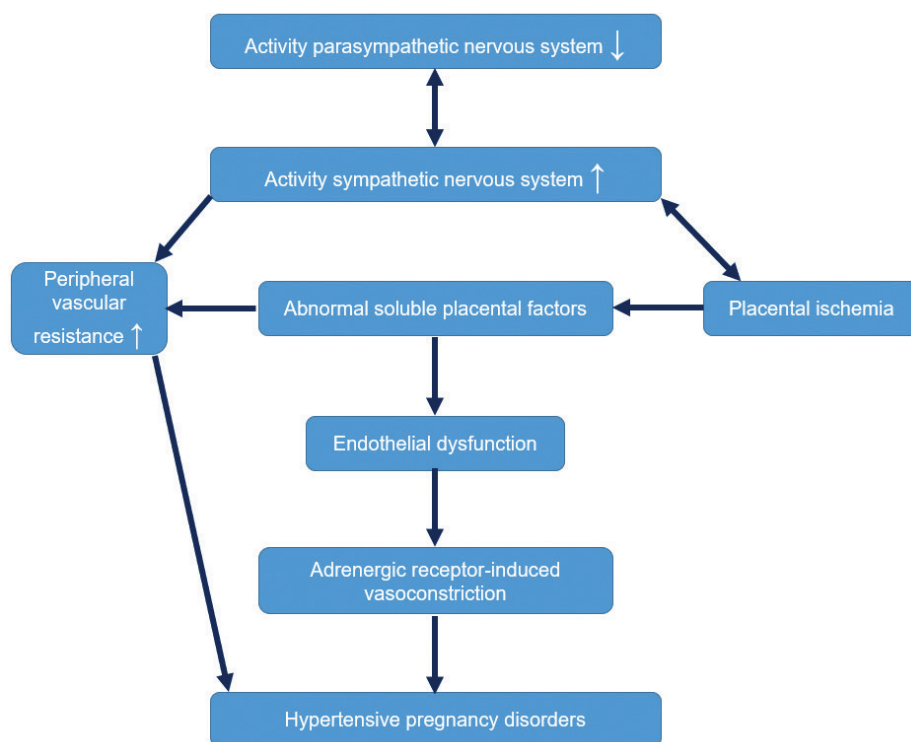 Activity parasympathetic nervous system ↓
Activity sympathetic nervous system ↑
Peripheral
vascular
resistance ↑
Abnormal soluble placental factors
Placental ischemia
Endothelial dysfunction
Adrenergic receptor-induced
vasoconstriction
Hypertensive pregnancy disorders